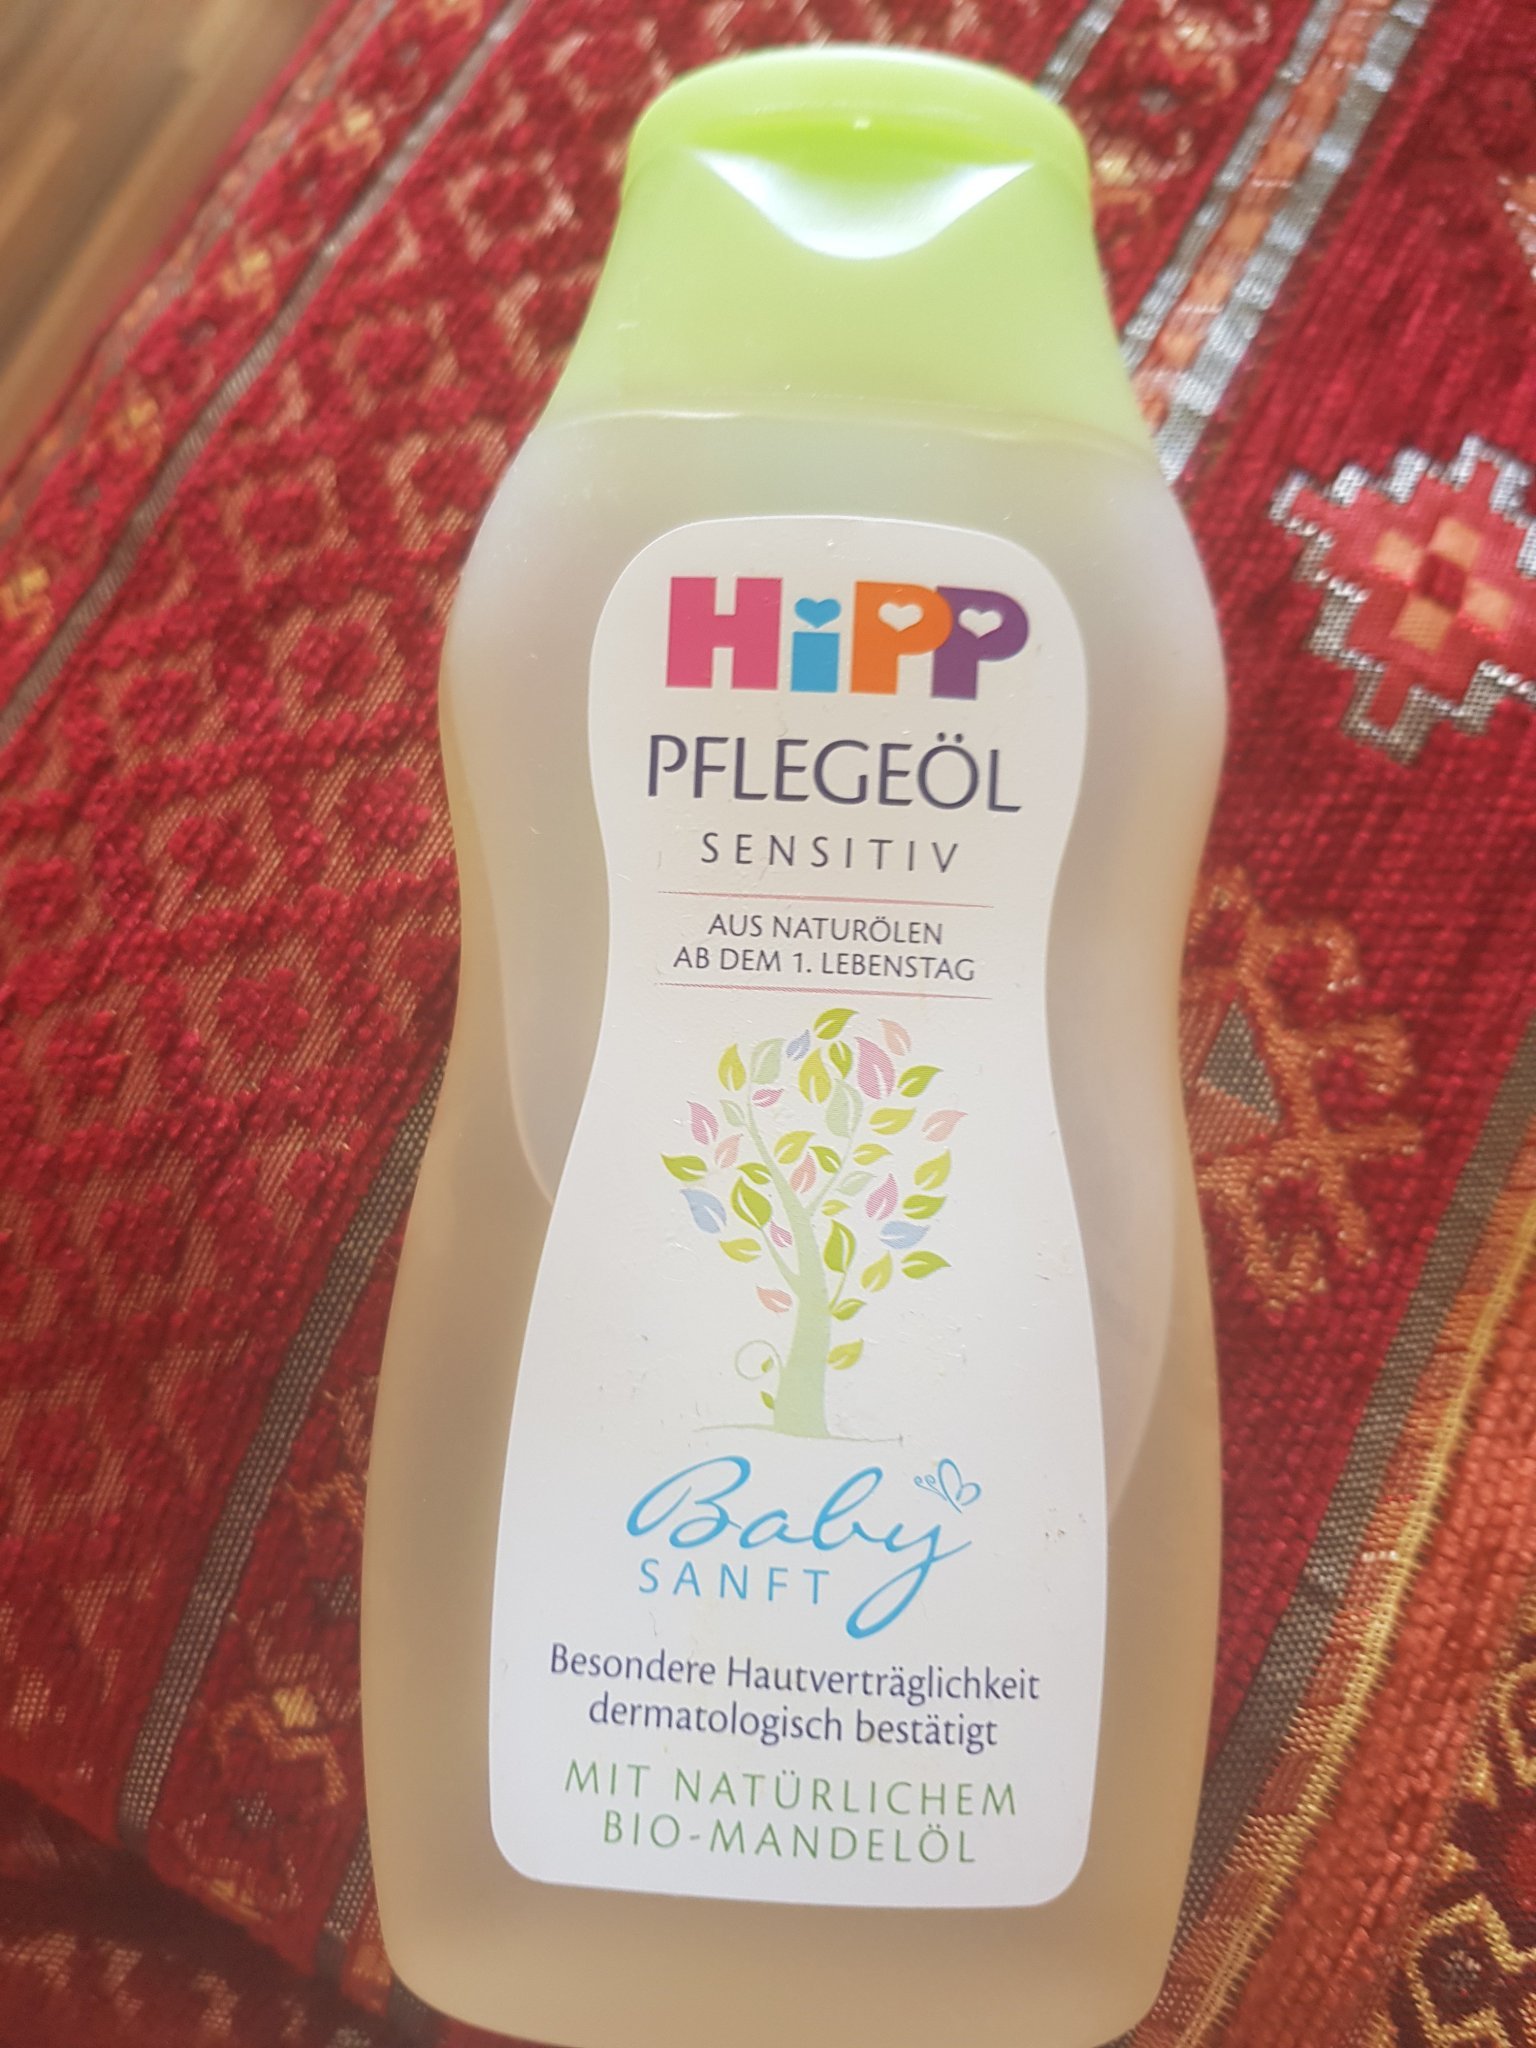 HiPP
PFLEGEÖL
SENSITIV
AUS NATURÖLEN
AB DEM 1. LEBENSTAG
Baby
SANFT
Besondere Hautverträglichkeit
dermatologisch bestätigt
MIT NATÜRLICHEM
BIO-MANDELÖL